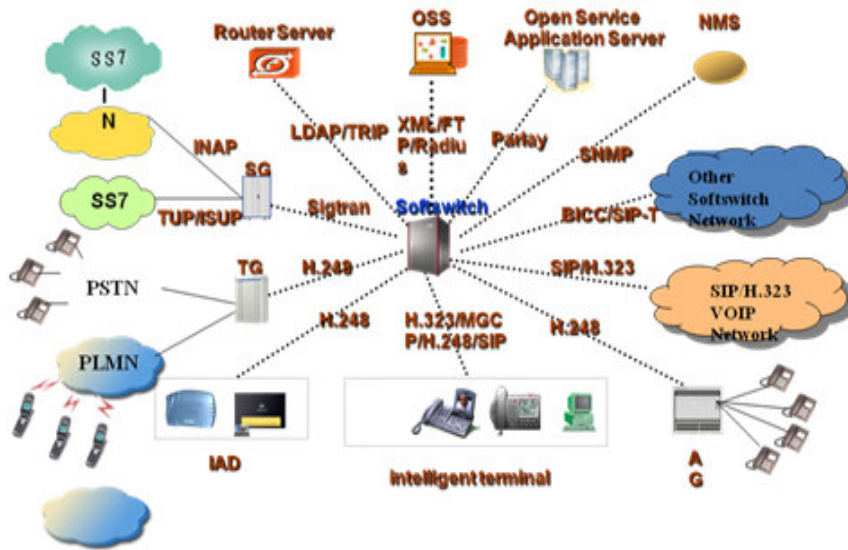 Router Server
OSS
Open Service
Application Server
NMS
SS7
I
N
INAP
LDAP/TRIP
XML/FT
P/Radiu
s
Parlay
SNMP
SG
SS7
TUP/ISUP
Sigtran
Softswitch
BICC/SIP-T
Other
Softswitch
Network
TG
H.248
SIP/H.323
PSTN
SIP/H.323
VOIP
Network
H.248
H.323/MGC
P/H.248/SIP
H.248
PLMN
IAD
intelligent terminal
A
G